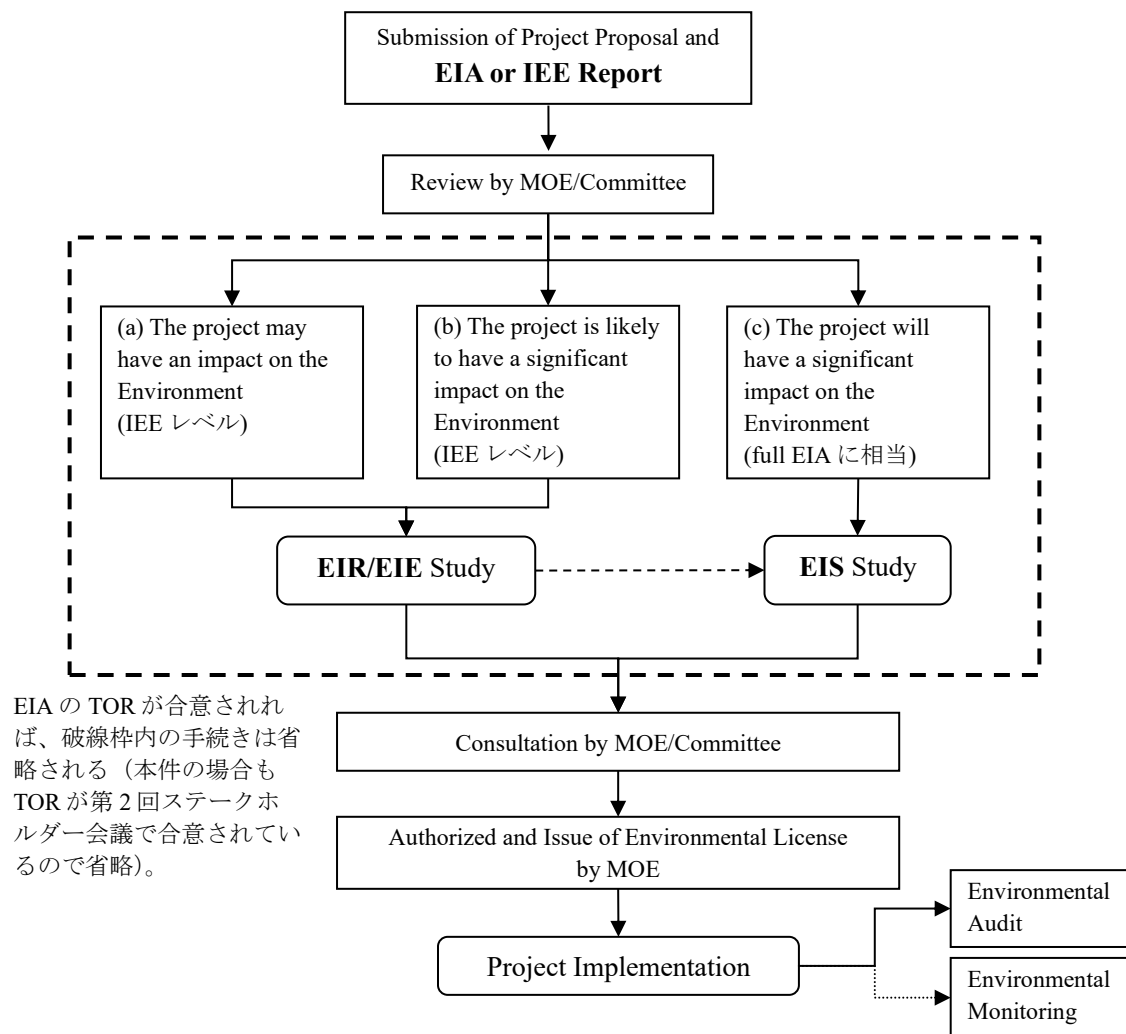 Submission of Project Proposal and
EIA or IEE Report
Review by MOE/Committee
(a) The project may
have an impact on the
Environment
(IEE レベル)
(b) The project is likely
to have a significant
impact on the
Environment
(IEE レベル)
(c) The project will
have a significant
impact on the
Environment
(full EIA に相当)
EIR/EIE Study
EIS Study
EIA の TOR が合意されれ
ば、破線枠内の手続きは省
略される（本件の場合も
TOR が第 2 回ステークホ
ルダー会議で合意されてい
るので省略）。
Consultation by MOE/Committee
Authorized and Issue of Environmental License
by MOE
Project Implementation
Environmental
Audit
Environmental
Monitoring